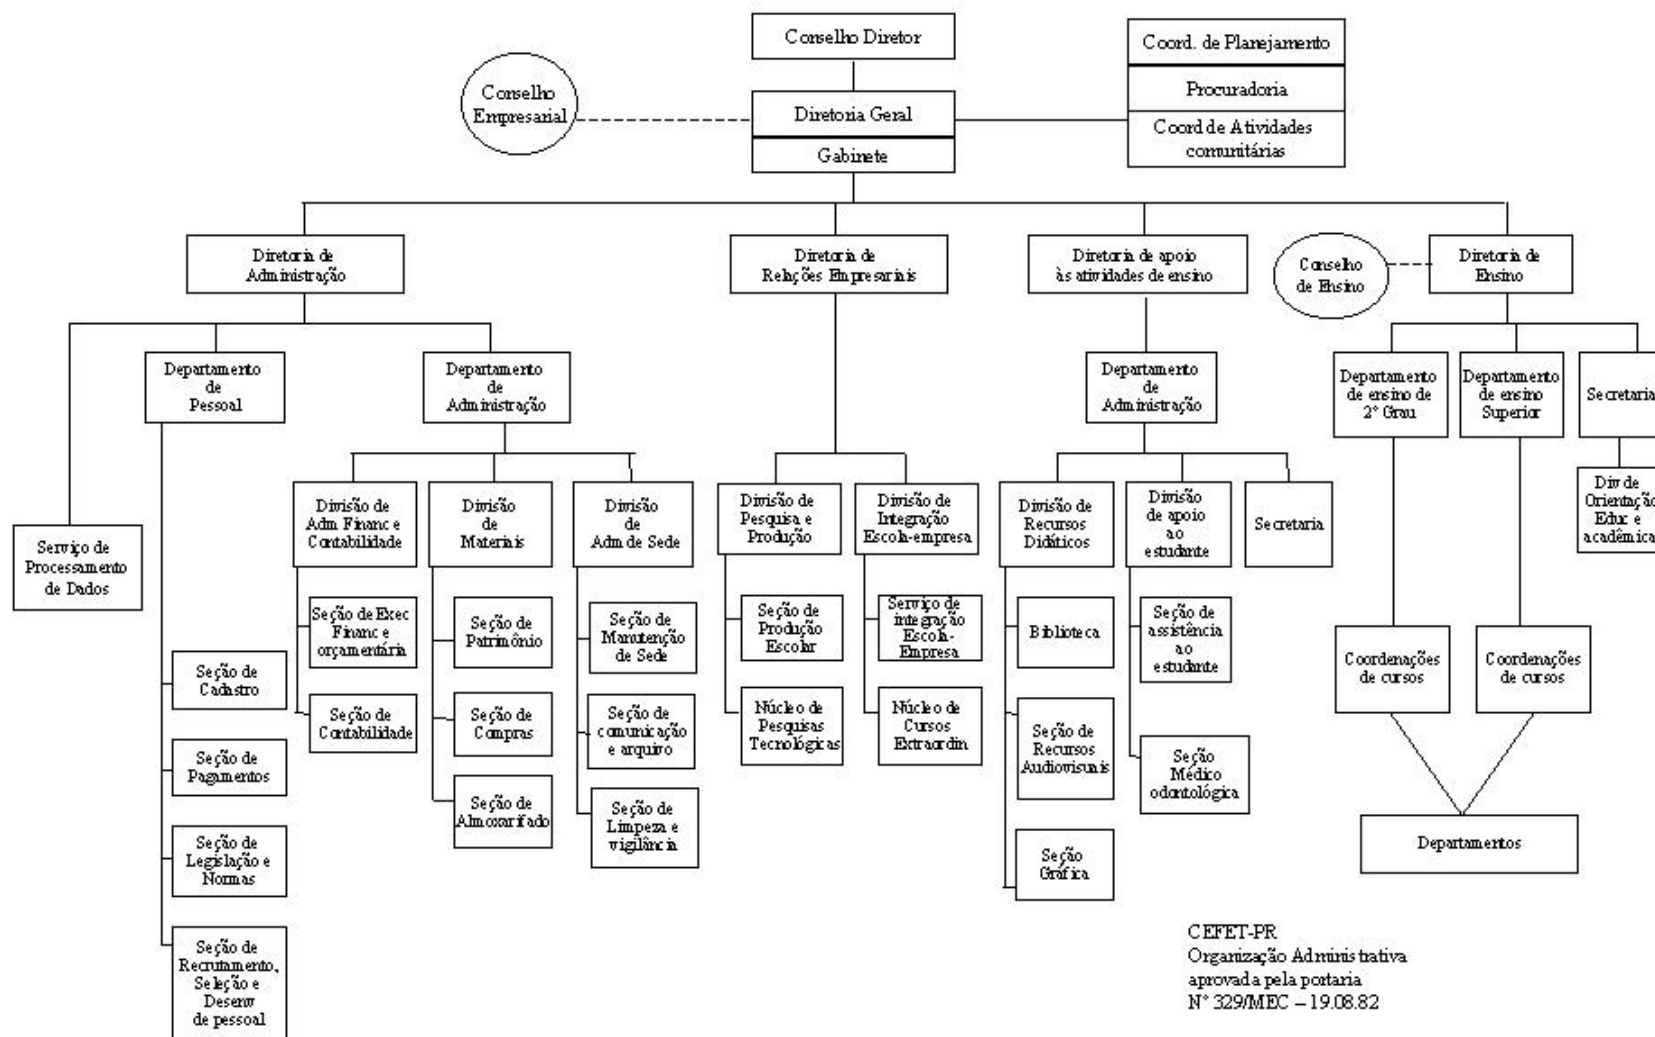 Conselho Diretor
Coord. de Planejamento
Procuradoria
Coord de Atividades
comunitárias
Conselho
Empresarial
Diretoria Geral
Gabinete
Diretoria de
Administração
Diretoria de
Relações Empresariais
Diretoria de apoio
às atividades de ensino
Conselho
de Ensino
Diretoria de
Ensino
Departamento
de
Pessoal
Departamento
de
Administração
Departamento
de
Administração
Departamento
de ensino de
2° Grau
Departamento
de ensino
Superior
Secretaria
Serviço de
Processamento
de Dados
Divisão de
Adm Financ e
Contabilidade
Divisão
de
Materiais
Divisão
de
Adm de Sede
Divisão de
Pesquisa e
Produção
Divisão de
Integração
Escola-empresa
Divisão de
Recursos
Didáticos
Divisão
de apoio
ao
estudante
Secretaria
Div de
Orientação
Educ e
acadêmica
Seção de Exec
Financ e
orçamentária
Seção de
Patrimônio
Seção de
Manutenção
de Sede
Seção de
Produção
Escolar
Serviço de
integração
Escola-
Empresa
Biblioteca
Seção de
assistência
ao
estudante
Coordenações
de cursos
Coordenações
de cursos
Seção de
Cadastro
Seção de
Contabilidade
Seção de
Compras
Seção de
comunicação
e arquivo
Núcleo de
Pesquisas
Tecnológicas
Núcleo de
Cursos
Extraordin
Seção de
Recursos
Audiovisuais
Seção
Médico
odontológica
Seção de
Pagamentos
Seção de
Almoxarifado
Seção de
Limpeza e
vigilância
Departamentos
Seção de
Legislação e
Normas
Seção
Gráfica
Seção de
Recrutamento,
Seleção e
Desenv
de pessoal
CEFET-PR
Organização Administrativa
aprovada pela portaria
N° 329/MEC – 19.08.82